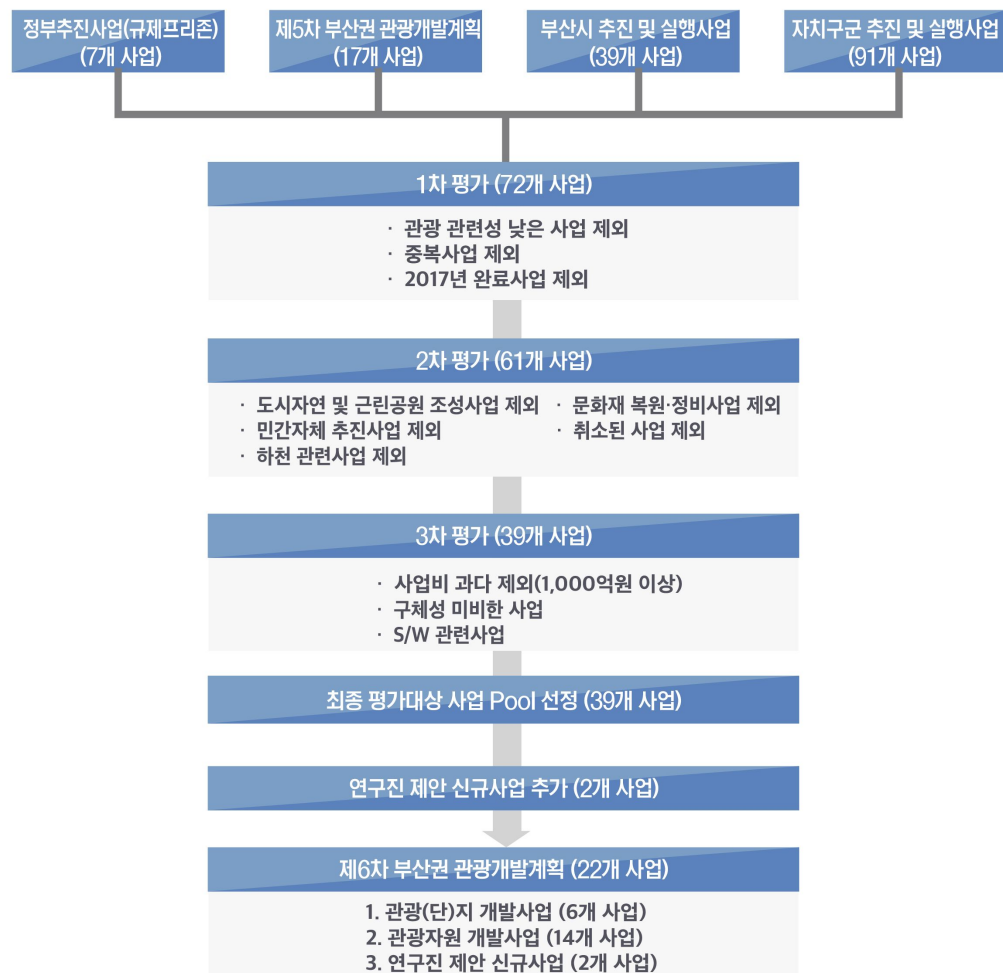 정부추진사업(규제프리존)
(7개 사업)
제5차 부산권 관광개발계획
(17개 사업)
부산시 추진 및 실행사업
(39개 사업)
자치구군 추진 및 실행사업
(91개 사업)
1차 평가 (72개 사업)
· 관광 관련성 낮은 사업 제외
· 중복사업 제외
· 2017년 완료사업 제외
2차 평가 (61개 사업)
· 도시자연 및 근린공원 조성사업 제외 · 문화재 복원·정비사업 제외
· 민간자체 추진사업 제외 · 취소된 사업 제외
· 하천 관련사업 제외
3차 평가 (39개 사업)
· 사업비 과다 제외(1,000억원 이상)
· 구체성 미비한 사업
· S/W 관련사업
최종 평가대상 사업 Pool 선정 (39개 사업)
연구진 제안 신규사업 추가 (2개 사업)
제6차 부산권 관광개발계획 (22개 사업)
1. 관광(단)지 개발사업 (6개 사업)
2. 관광자원 개발사업 (14개 사업)
3. 연구진 제안 신규사업 (2개 사업)